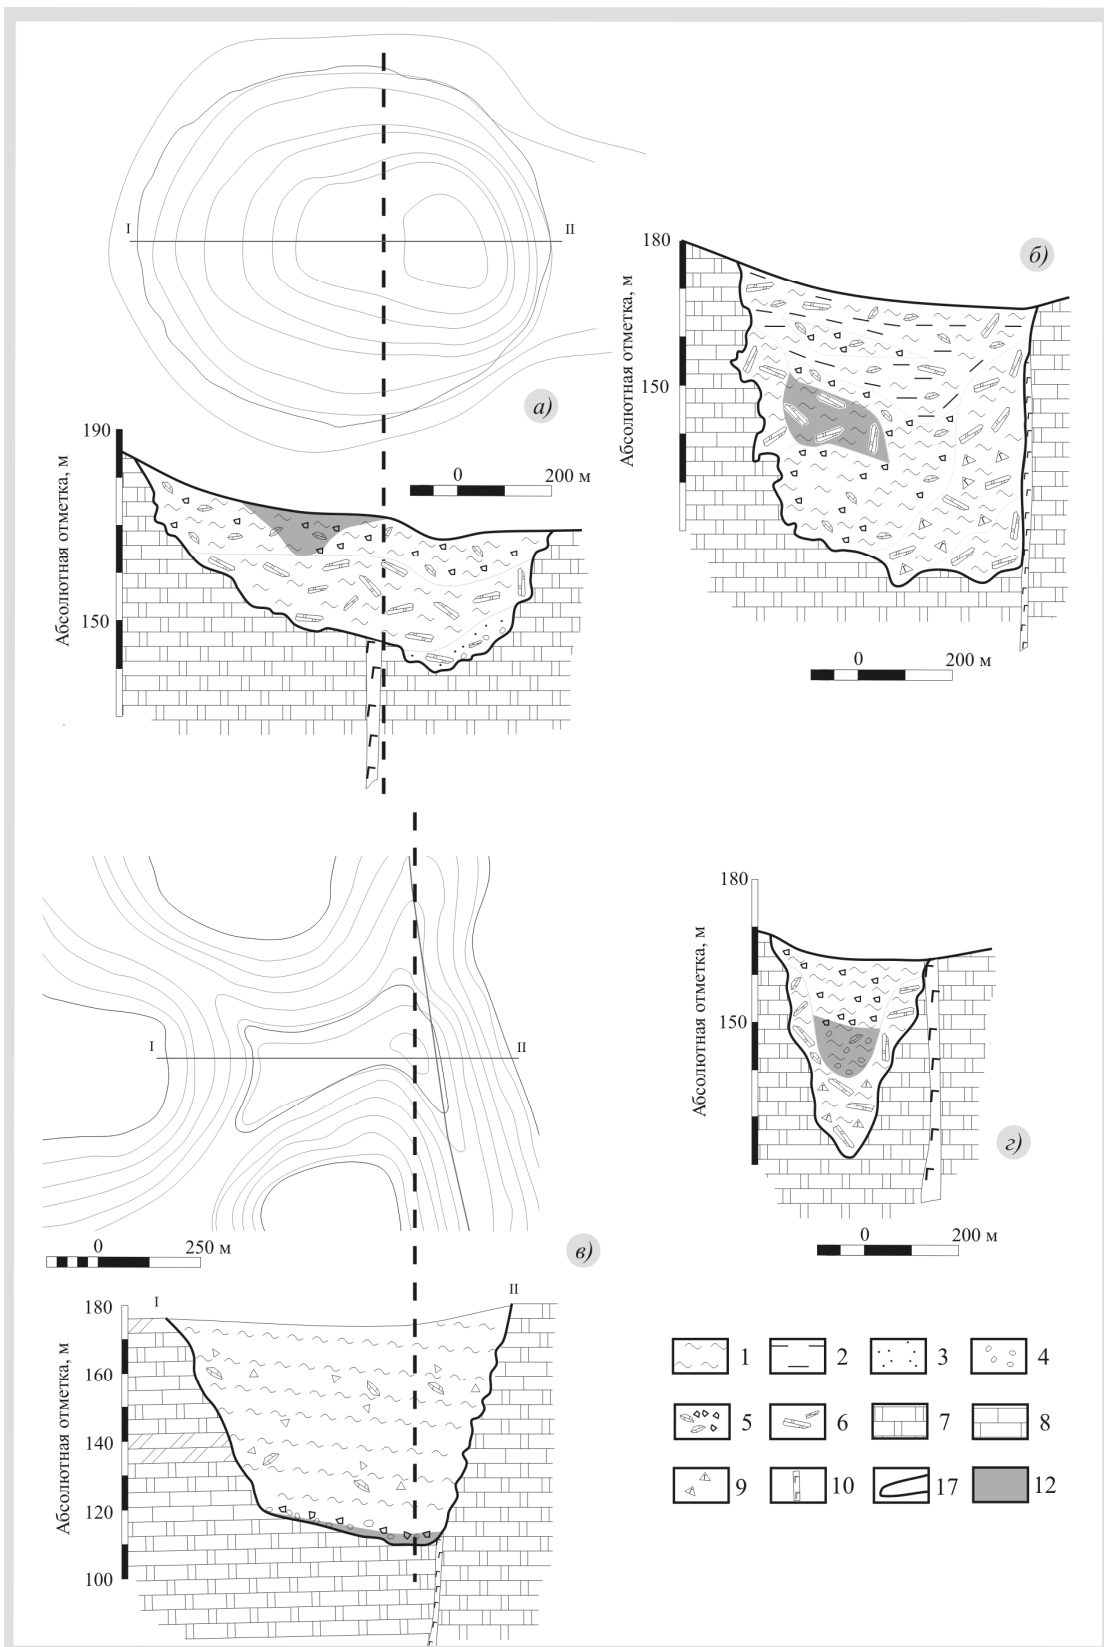 I
II
а)
190
Абсолютная отметка, м
150
0
200 м
180
Абсолютная отметка, м
150
б)
0
200 м
I
II
0
250 м
в)
180
Абсолютная отметка, м
150
г)
0
200 м
I
II
180
160
140
120
100
Абсолютная отметка, м
1 2 3 4
5 6 7 8
9 10 17 12